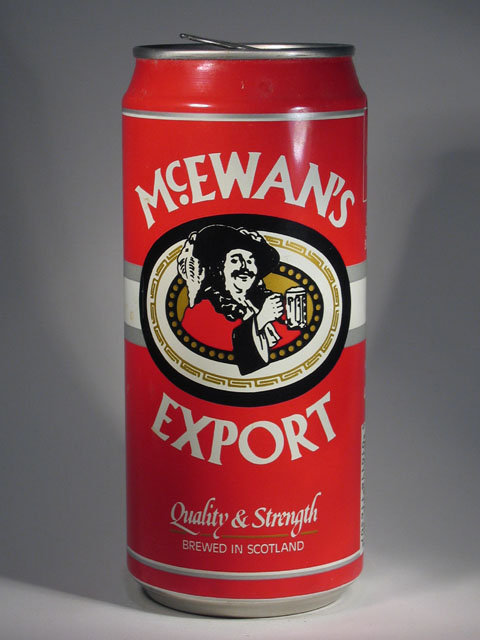 McEWAN'S
EXPORT
Quality & Strength
BREWED IN SCOTLAND